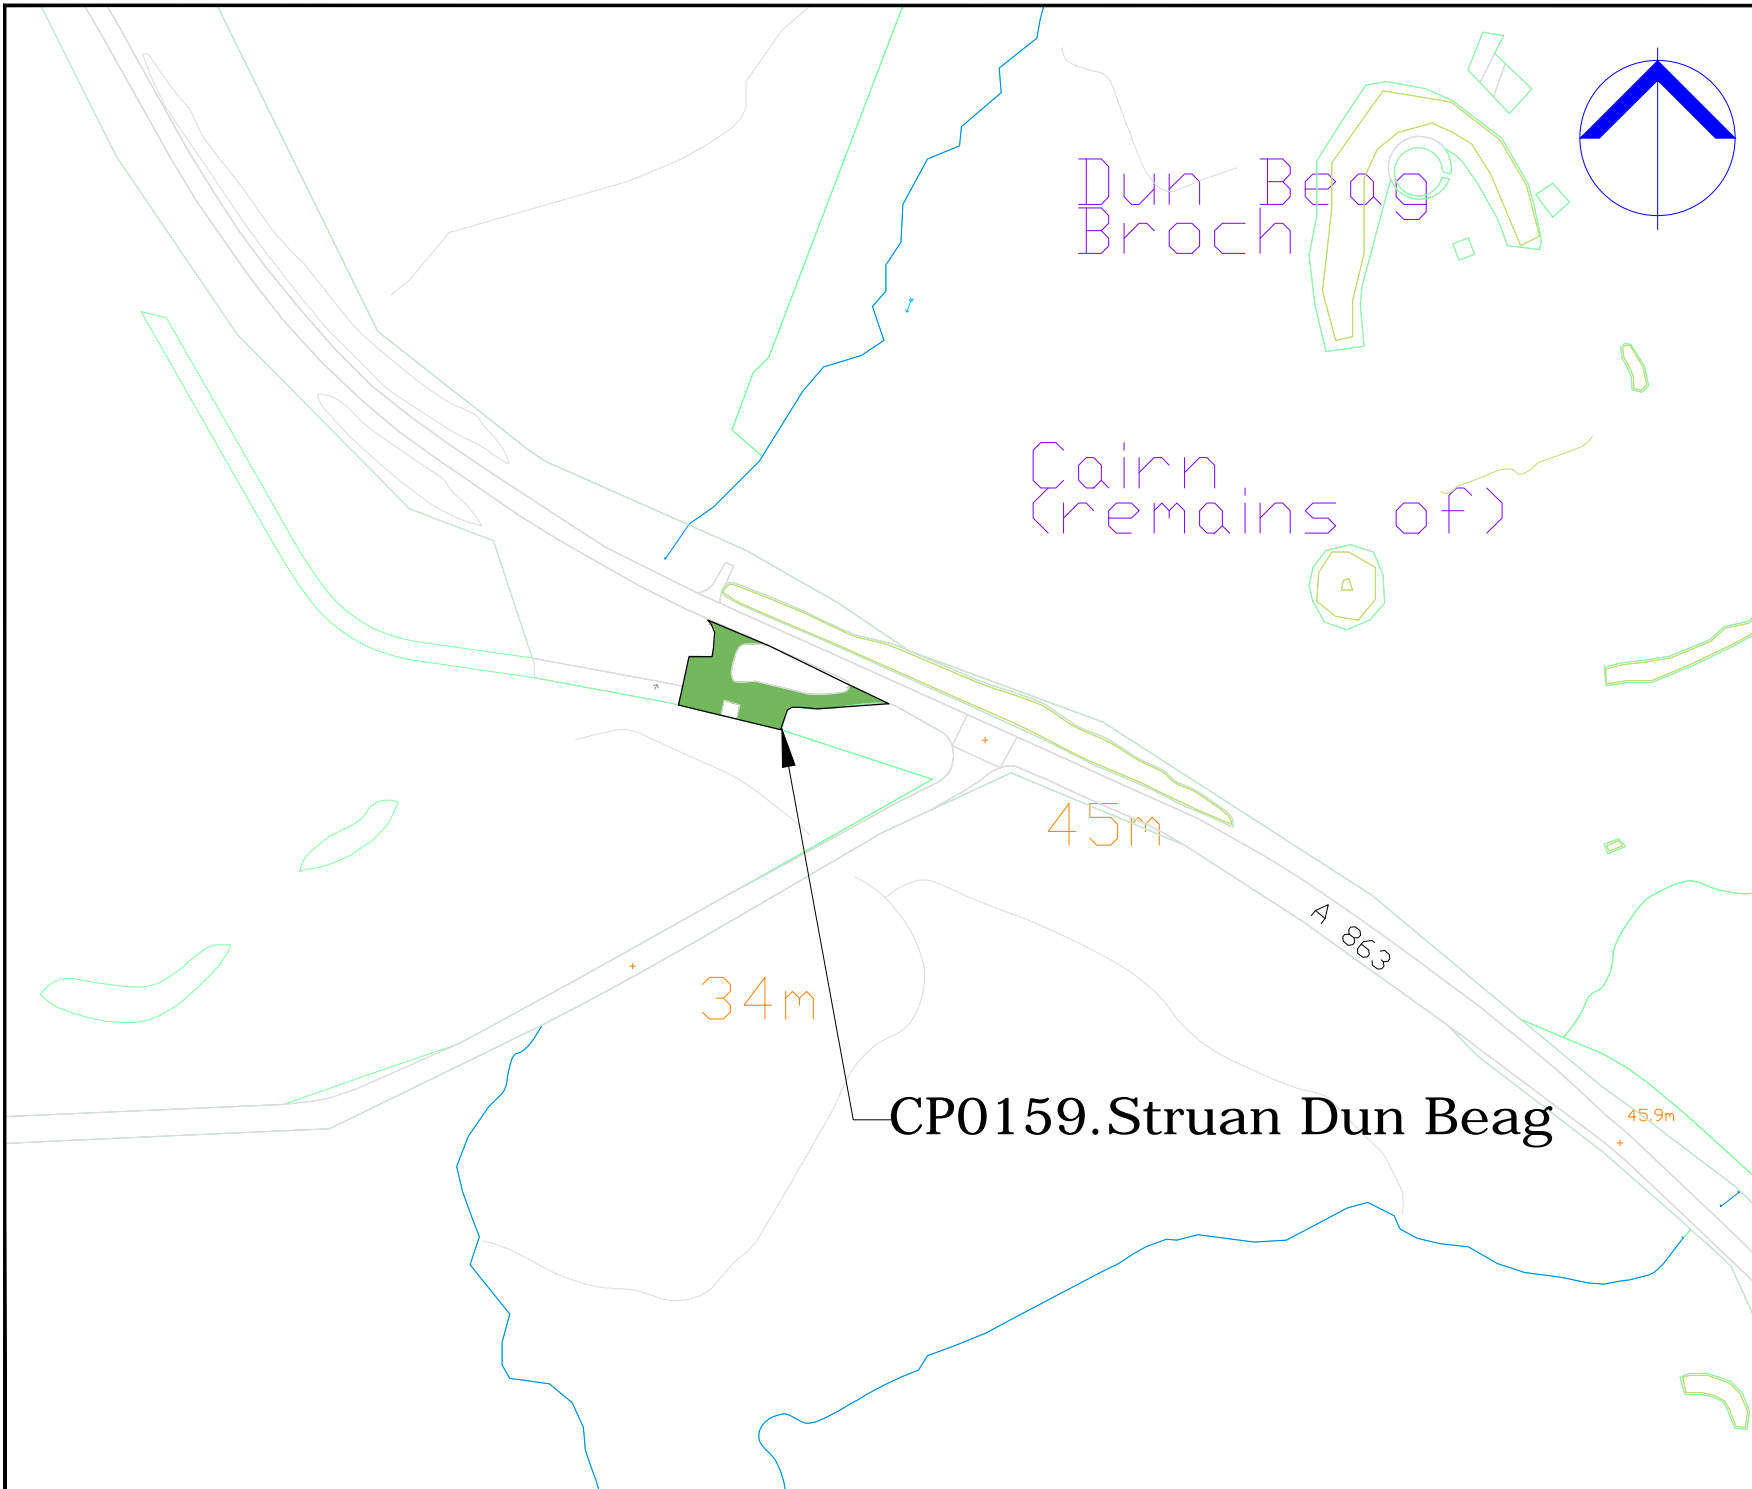 Dun Beag
Broch
Cairn
(remains of)
45m
A 863
34m
CP0159.Struan Dun Beag
45.9m